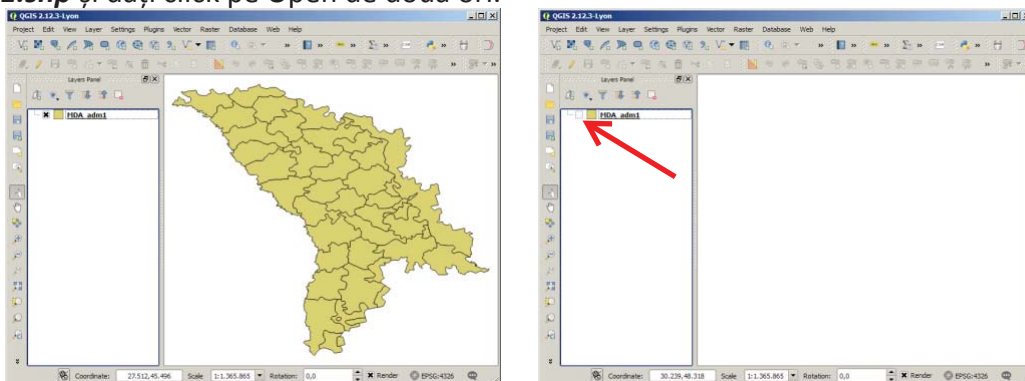 și dați click pe Open de două ori.
QGIS 2.12.3-Lyon
Project Edit View Layer Settings Plugins Vector Raster Database Web Help
Layers Panel
MDA_adm1
Coordinate: 27.512,45.496 Scale 1:1.365.865 Rotation: 0,0 Render EPSG:4326
QGIS 2.12.3-Lyon
Project Edit View Layer Settings Plugins Vector Raster Database Web Help
Layers Panel
MDA_adm1
Coordinate: 30.239,48.318 Scale 1:1.365.865 Rotation: 0,0 Render EPSG:4326